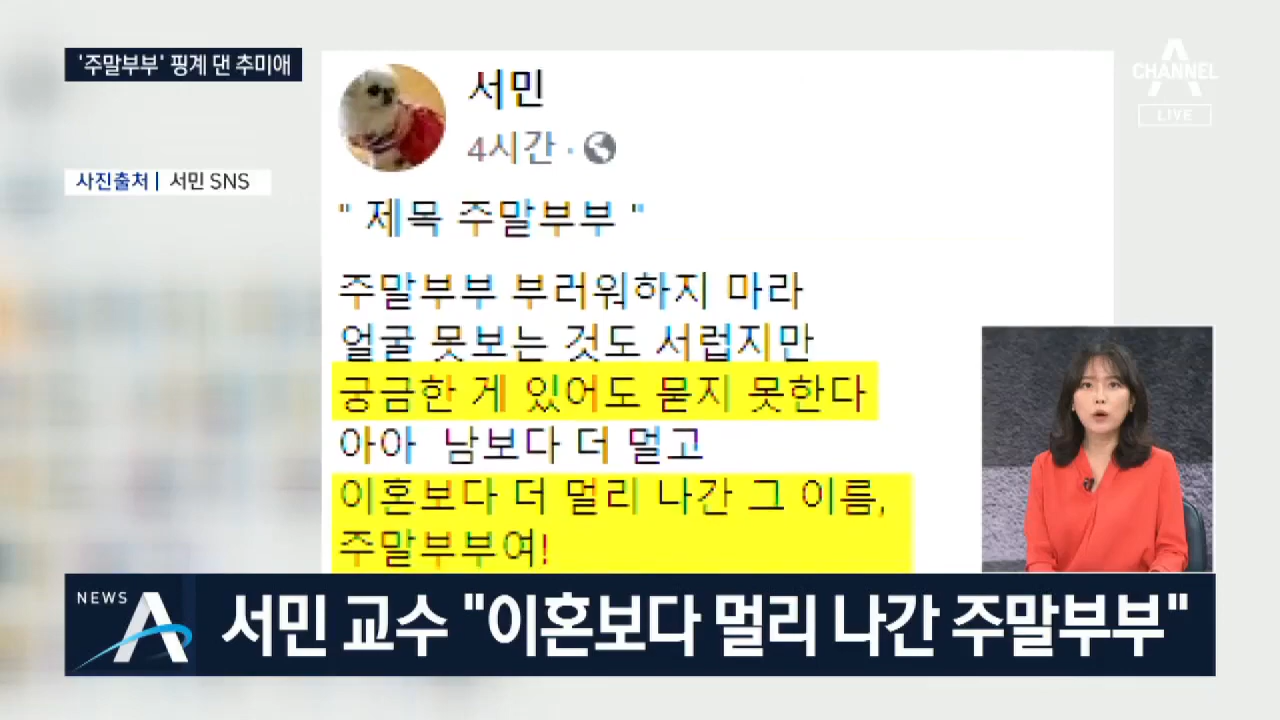 '주말부부' 핑계 댄 추미애
CHANNEL A
LIVE
사진출처 | 서민 SNS
서민
4시간 ·
" 제목 주말부부 "
주말부부 부러워하지 마라
얼굴 못보는 것도 서럽지만
궁금한 게 있어도 묻지 못한다
아아 남보다 더 멀고
이혼보다 더 멀리 나간 그 이름,
주말부부여!
NEWS A
서민 교수 "이혼보다 멀리 나간 주말부부"